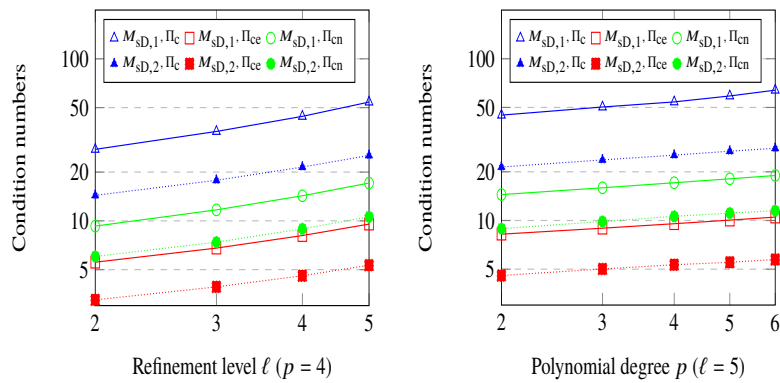 M_sD,1, Π_c M_sD,1, Π_ce M_sD,1, Π_cn
M_sD,2, Π_c M_sD,2, Π_ce M_sD,2, Π_cn
100
50
20
10
5
2 3 4 5
Condition numbers
Refinement level ℓ (p = 4)
M_sD,1, Π_c M_sD,1, Π_ce M_sD,1, Π_cn
M_sD,2, Π_c M_sD,2, Π_ce M_sD,2, Π_cn
100
50
20
10
5
2 3 4 5 6
Condition numbers
Polynomial degree p (ℓ = 5)